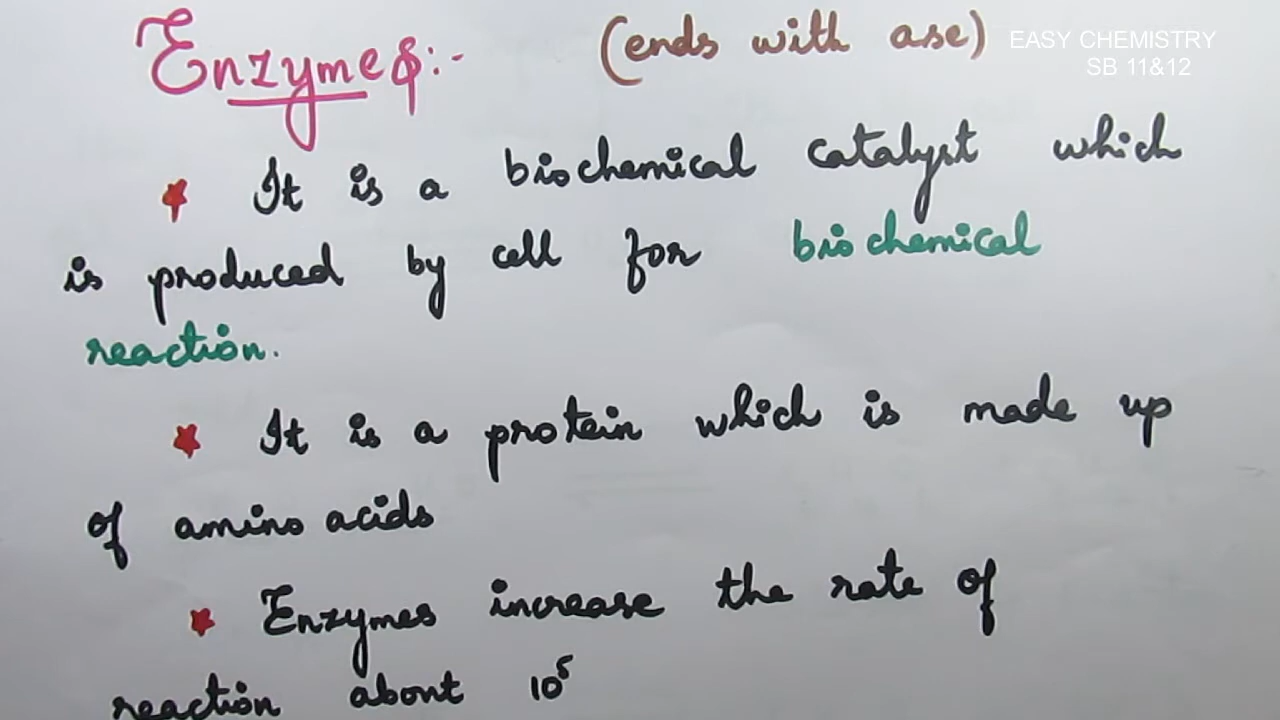 Enzymes:- (ends with ase)
EASY CHEMISTRY
SB 11&12
It is a biochemical catalyst which
is produced by cell for biochemical
reaction.
It is a protein which is made up
of amino acids
Enzymes increase the rate of
reaction about 10⁵